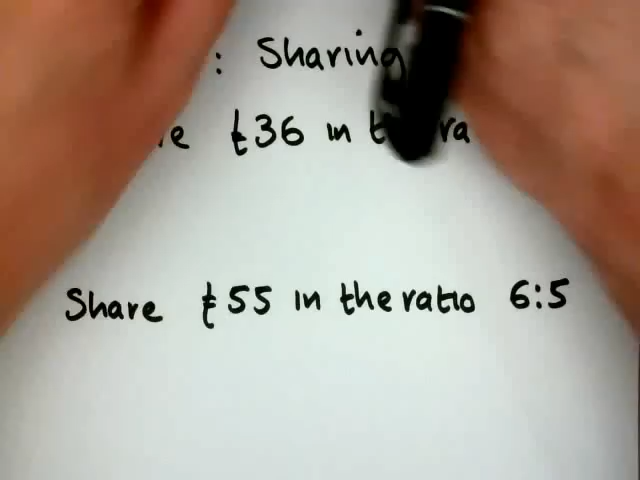 : Sharing
£36 in
Share £55 in the ratio 6:5